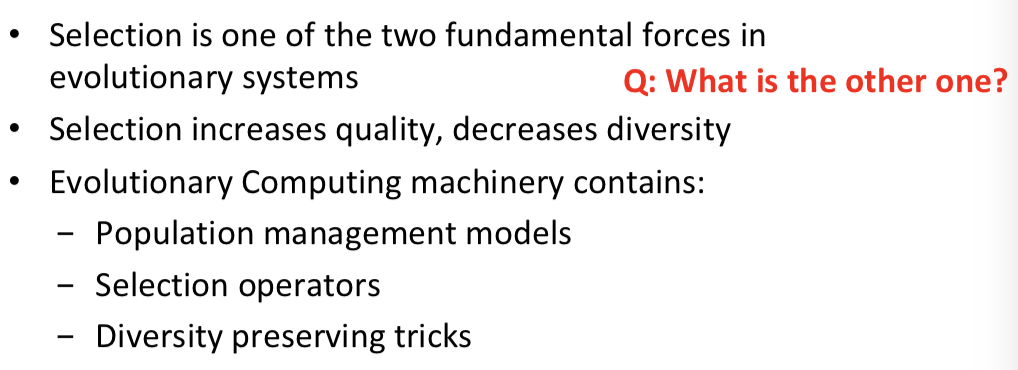 • Selection is one of the two fundamental forces in
evolutionary systems
Q: What is the other one?
• Selection increases quality, decreases diversity
• Evolutionary Computing machinery contains:
– Population management models
– Selection operators
– Diversity preserving tricks